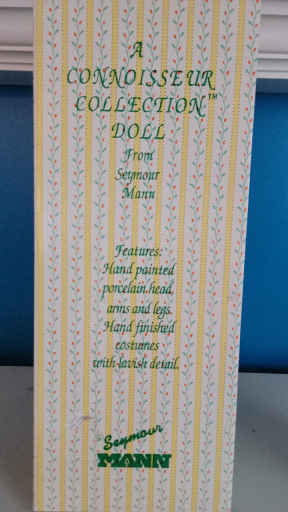 A
CONNOISSEUR
COLLECTION™
DOLL
From
Seymour
Mann
Features:
Hand painted
porcelain head,
arms and legs.
Hand finished
costumes
with lavish detail.
Seymour
MANN